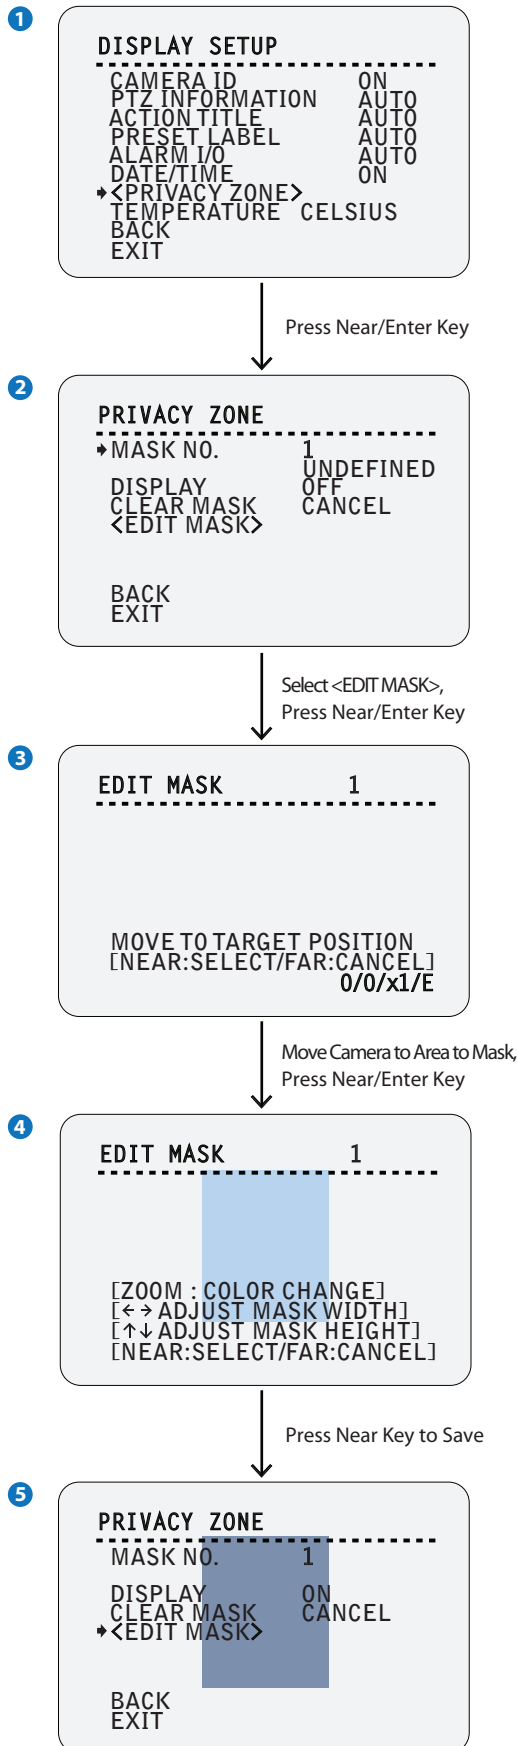 1
DISPLAY SETUP
CAMERA ID ON
PTZ INFORMATION AUTO
ACTION TITLE AUTO
PRESET LABEL AUTO
ALARM I/O AUTO
DATE/TIME ON
<PRIVACY ZONE>
TEMPERATURE CELSIUS
BACK
EXIT
Press Near/Enter Key
2
PRIVACY ZONE
MASK NO. 1
UNDEFINED
DISPLAY OFF
CLEAR MASK CANCEL
<EDIT MASK>
BACK
EXIT
Select <EDIT MASK>,
Press Near/Enter Key
3
EDIT MASK 1
MOVE TO TARGET POSITION
[NEAR:SELECT/FAR:CANCEL]
0/0/x1/E
Move Camera to Area to Mask,
Press Near/Enter Key
4
EDIT MASK 1
[ZOOM : COLOR CHANGE]
[←→ ADJUST MASK WIDTH]
[↑↓ ADJUST MASK HEIGHT]
[NEAR:SELECT/FAR:CANCEL]
Press Near Key to Save
5
PRIVACY ZONE
MASK NO. 1
DISPLAY ON
CLEAR MASK CANCEL
<EDIT MASK>
BACK
EXIT